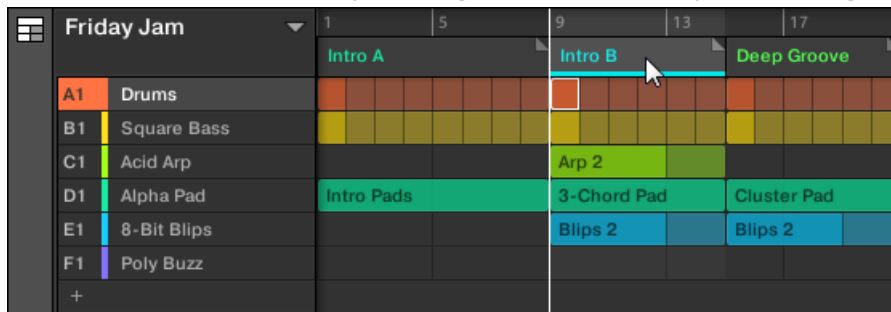 Friday Jam
1 5 9 13 17
Intro A Intro B Deep Groove
A1 Drums
B1 Square Bass
C1 Acid Arp Arp 2
D1 Alpha Pad Intro Pads 3-Chord Pad Cluster Pad
E1 8-Bit Blips Blips 2 Blips 2
F1 Poly Buzz
+